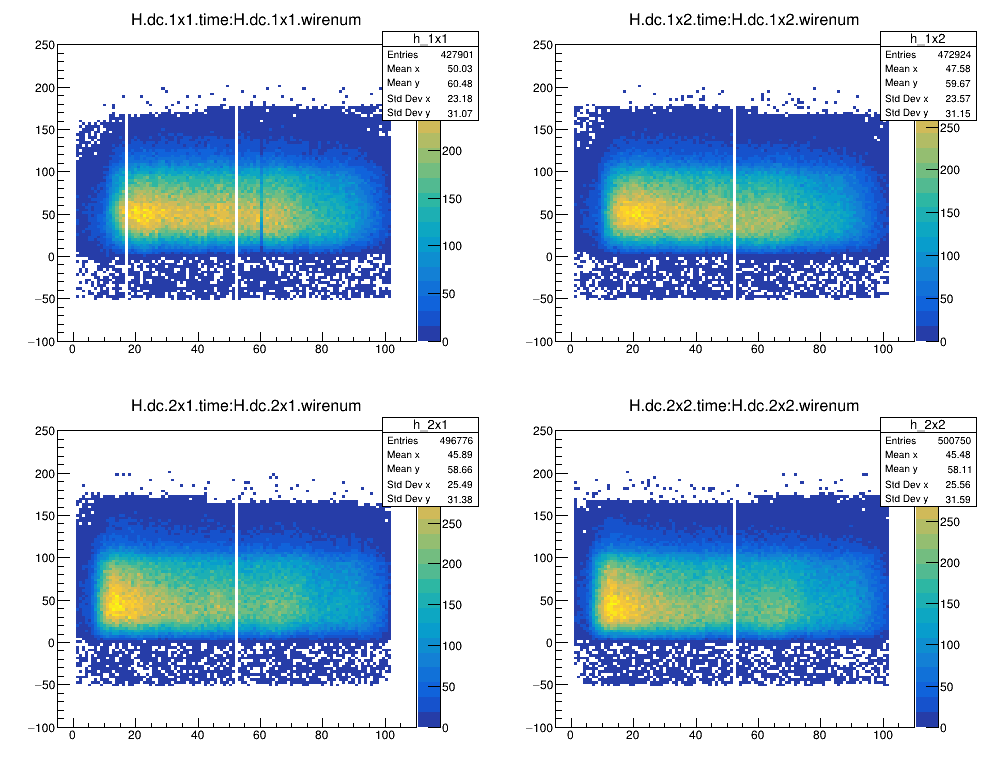 H.dc.1x1.time:H.dc.1x1.wirenum
h_1x1
Entries 427901
Mean x 50.03
Mean y 60.48
Std Dev x 23.18
Std Dev y 31.07
250
200
150
100
50
0
−50
−100
0 20 40 60 80 100
200
150
100
50
0
H.dc.1x2.time:H.dc.1x2.wirenum
h_1x2
Entries 472924
Mean x 47.58
Mean y 59.67
Std Dev x 23.57
Std Dev y 31.15
250
200
150
100
50
0
−50
−100
0 20 40 60 80 100
250
200
150
100
50
0
H.dc.2x1.time:H.dc.2x1.wirenum
h_2x1
Entries 496776
Mean x 45.89
Mean y 58.66
Std Dev x 25.49
Std Dev y 31.38
250
200
150
100
50
0
−50
−100
0 20 40 60 80 100
250
200
150
100
50
0
H.dc.2x2.time:H.dc.2x2.wirenum
h_2x2
Entries 500750
Mean x 45.48
Mean y 58.11
Std Dev x 25.56
Std Dev y 31.59
250
200
150
100
50
0
−50
−100
0 20 40 60 80 100
250
200
150
100
50
0